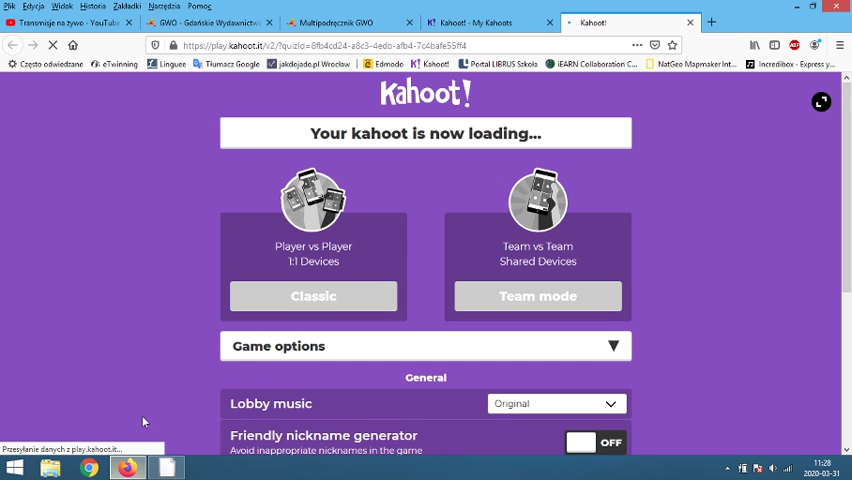 Plik Edycja Widok Historia Zakładki Narzędzia Pomoc
Transmisje na żywo - YouTube GWO - Gdańskie Wydawnictwo Multipodręcznik GWO Kahoot! - My Kahoots Kahoot!
https://play.kahoot.it/v2/?quizId=8fb4cd24-a8c3-4edb-afb4-7c4bafe55ff4
Często odwiedzane eTwinning Linguee Tłumacz Google jakdojade.pl Wrocław Edmodo Kahoot! Portal LIBRUS Szkoła iEARN Collaboration C... NatGeo Mapmaker Int... Incredibox - Express y...
Kahoot!
Your kahoot is now loading...
Player vs Player
1:1 Devices
Classic
Team vs Team
Shared Devices
Team mode
Game options
General
Lobby music Original
Friendly nickname generator OFF
Avoid inappropriate nicknames in the game
Przesyłanie danych z play.kahoot.it...
11:28
2020-03-31